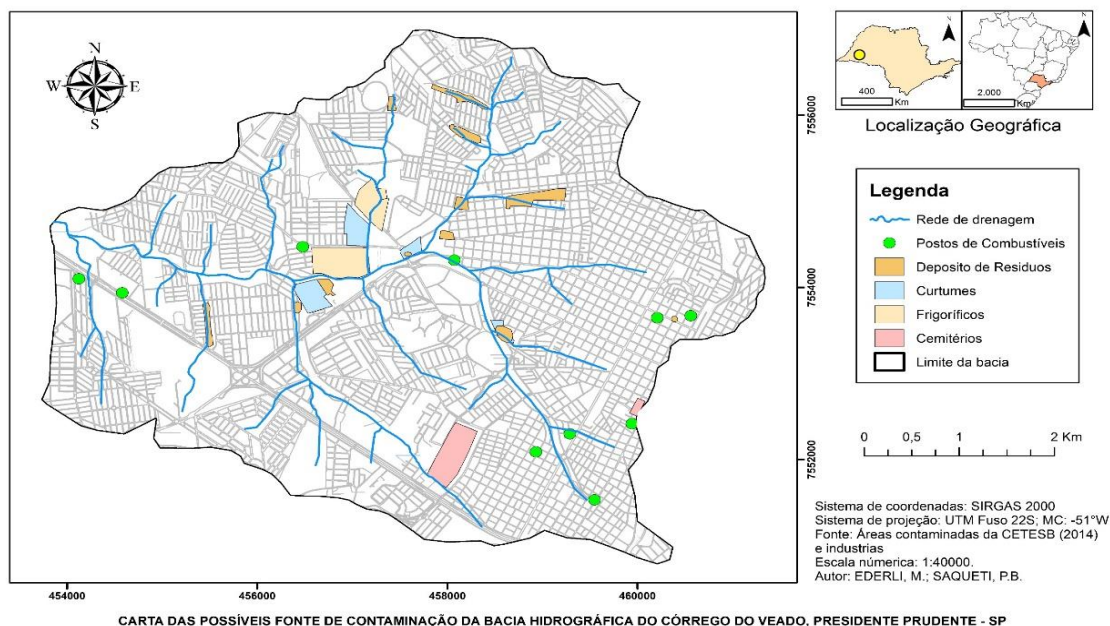 N
W
E
S
400
Km
2.000
Km
Localização Geográfica
7556000
7554000
7552000
Legenda
Rede de drenagem
Postos de Combustíveis
Deposito de Residuos
Curtumes
Frigoríficos
Cemitérios
Limite da bacia
0 0,5 1 2 Km
Sistema de coordenadas: SIRGAS 2000
Sistema de projeção: UTM Fuso 22S; MC: -51°W
Fonte: Áreas contaminadas da CETESB (2014)
e industrias
Escala númerica: 1:40000.
Autor: EDERLI, M.; SAQUETI, P.B.
454000 456000 458000 460000
CARTA DAS POSSÍVEIS FONTE DE CONTAMINAÇÃO DA BACIA HIDROGRÁFICA DO CÓRREGO DO VEADO, PRESIDENTE PRUDENTE - SP